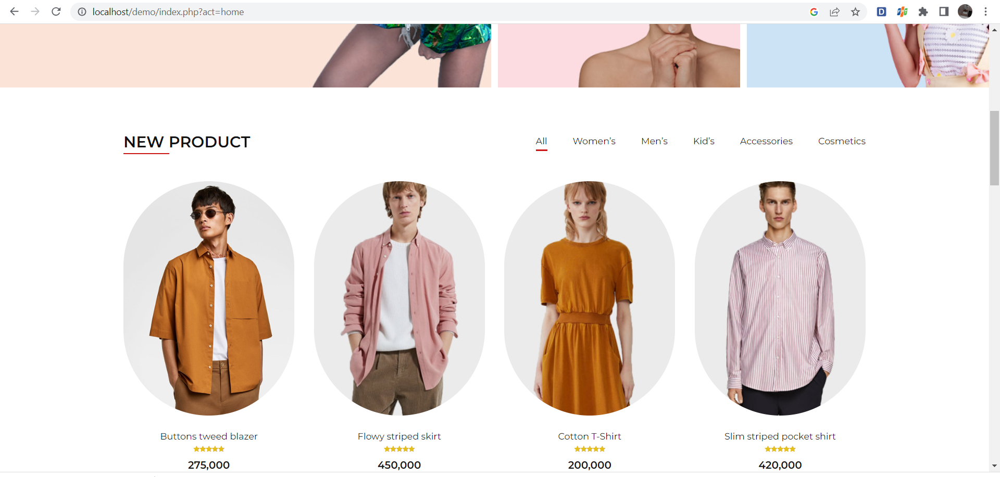 localhost/demo/index.php?act=home
NEW PRODUCT
All Women’s Men’s Kid’s Accessories Cosmetics
Buttons tweed blazer Flowy striped skirt Cotton T-Shirt Slim striped pocket shirt
275,000 450,000 200,000 420,000